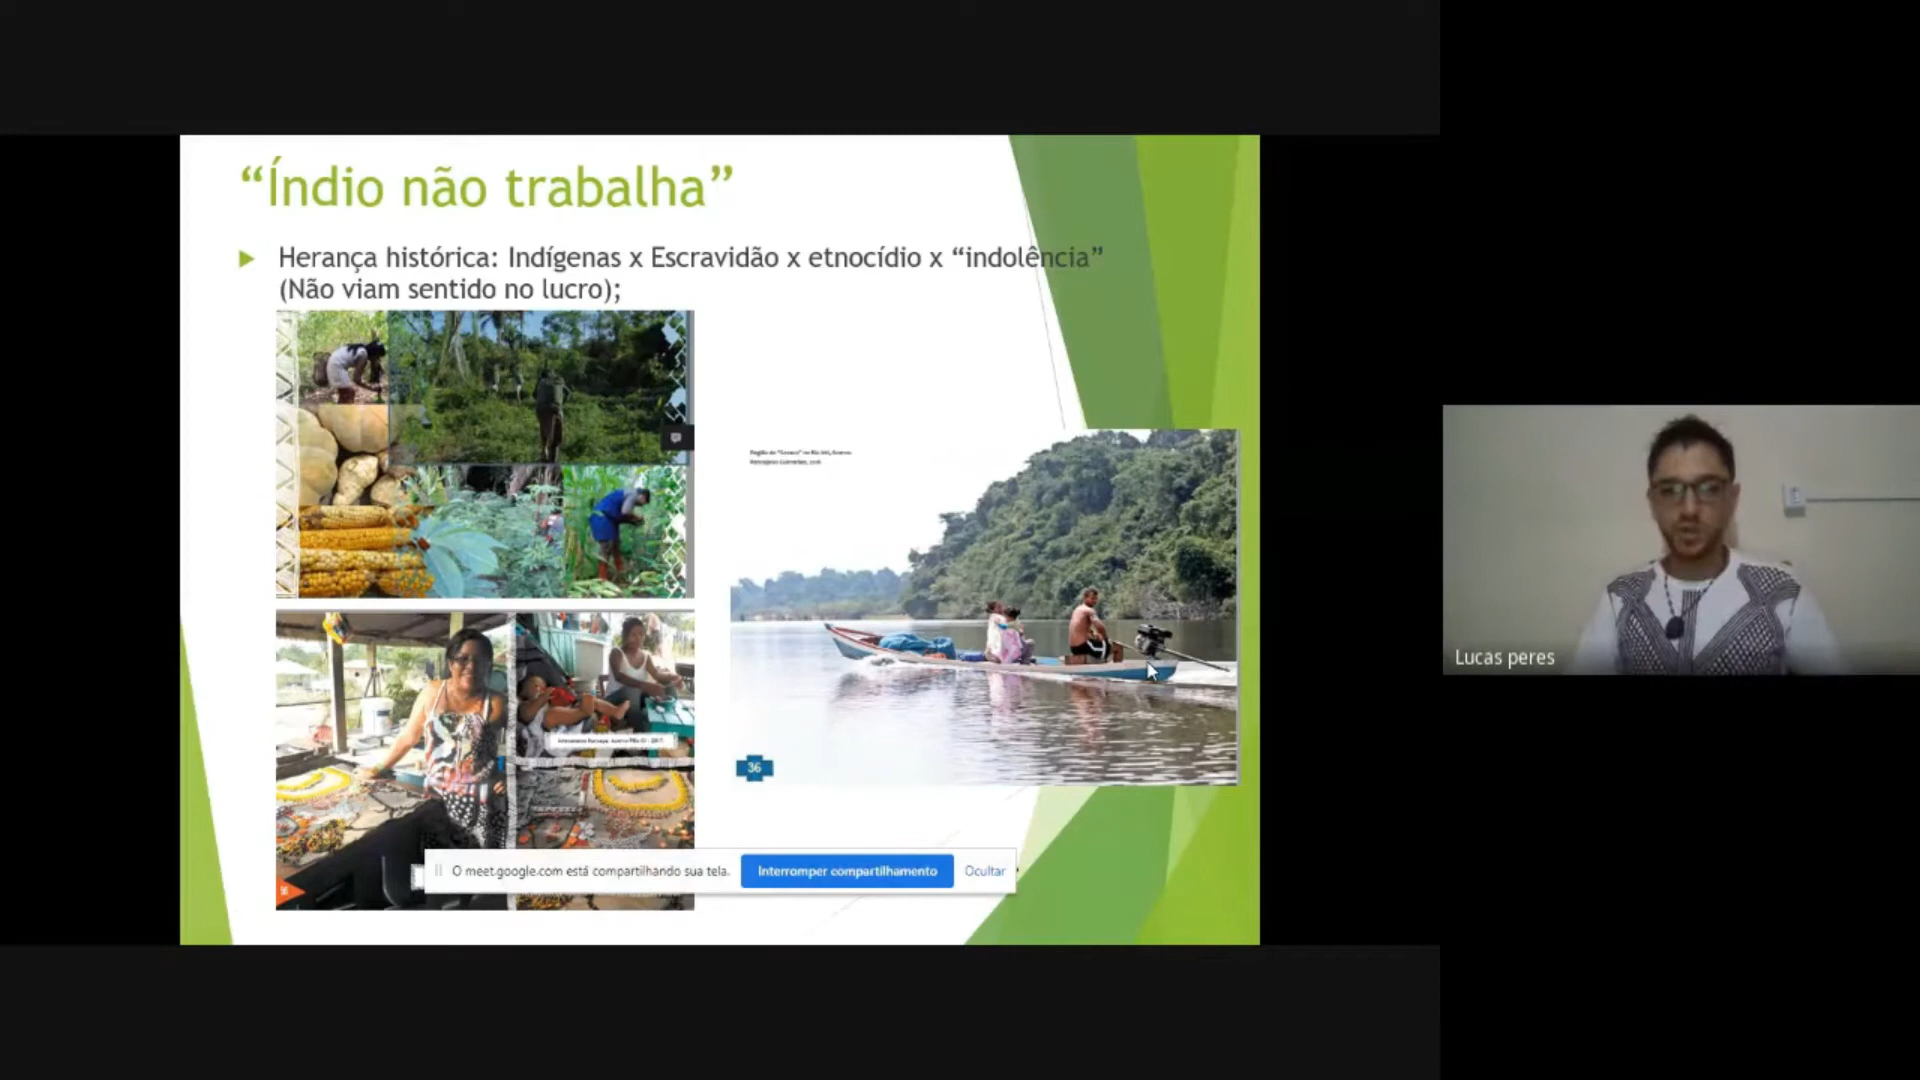 “Índio não trabalha”
Herança histórica: Indígenas x Escravidão x etnocídio x “indolência”
(Não viam sentido no lucro);
36
O meet.google.com está compartilhando sua tela.
Interromper compartilhamento
Ocultar
Lucas peres